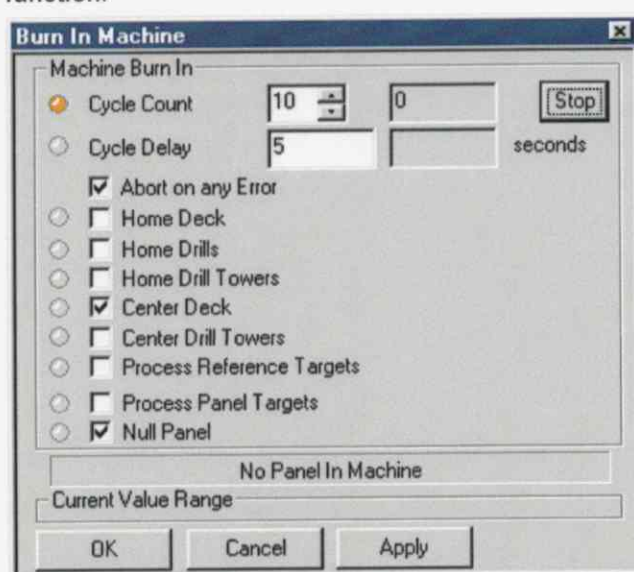 Burn In Machine
Machine Burn In
Cycle Count 10 0 Stop
Cycle Delay 5 seconds
Abort on any Error
Home Deck
Home Drills
Home Drill Towers
Center Deck
Center Drill Towers
Process Reference Targets
Process Panel Targets
Null Panel
No Panel In Machine
Current Value Range
OK Cancel Apply